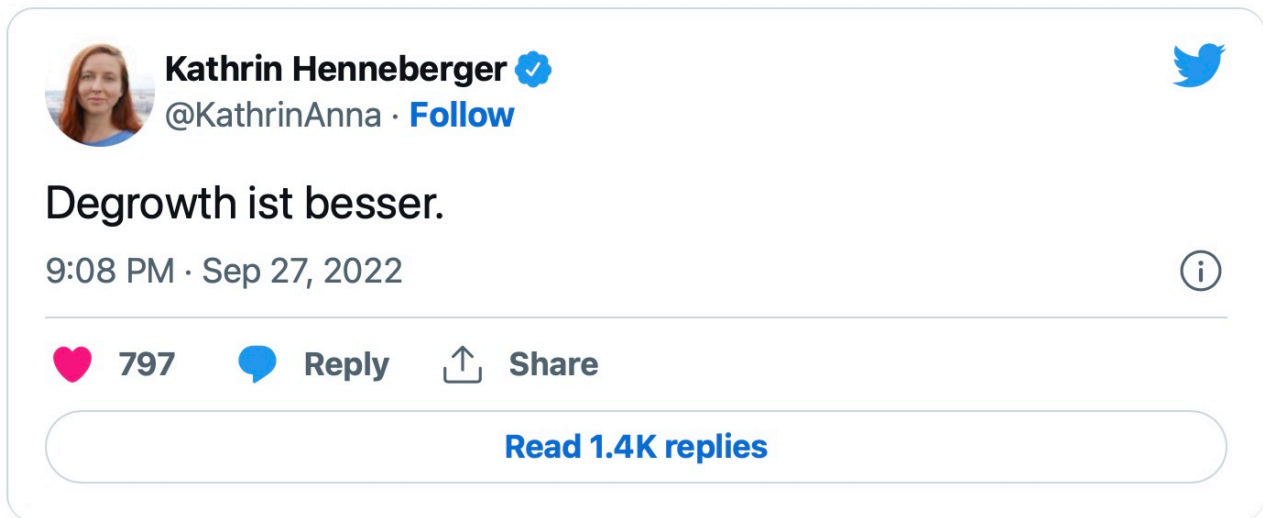 Kathrin Henneberger
@KathrinAnna · Follow
Degrowth ist besser.
9:08 PM · Sep 27, 2022
797 Reply Share
Read 1.4K replies